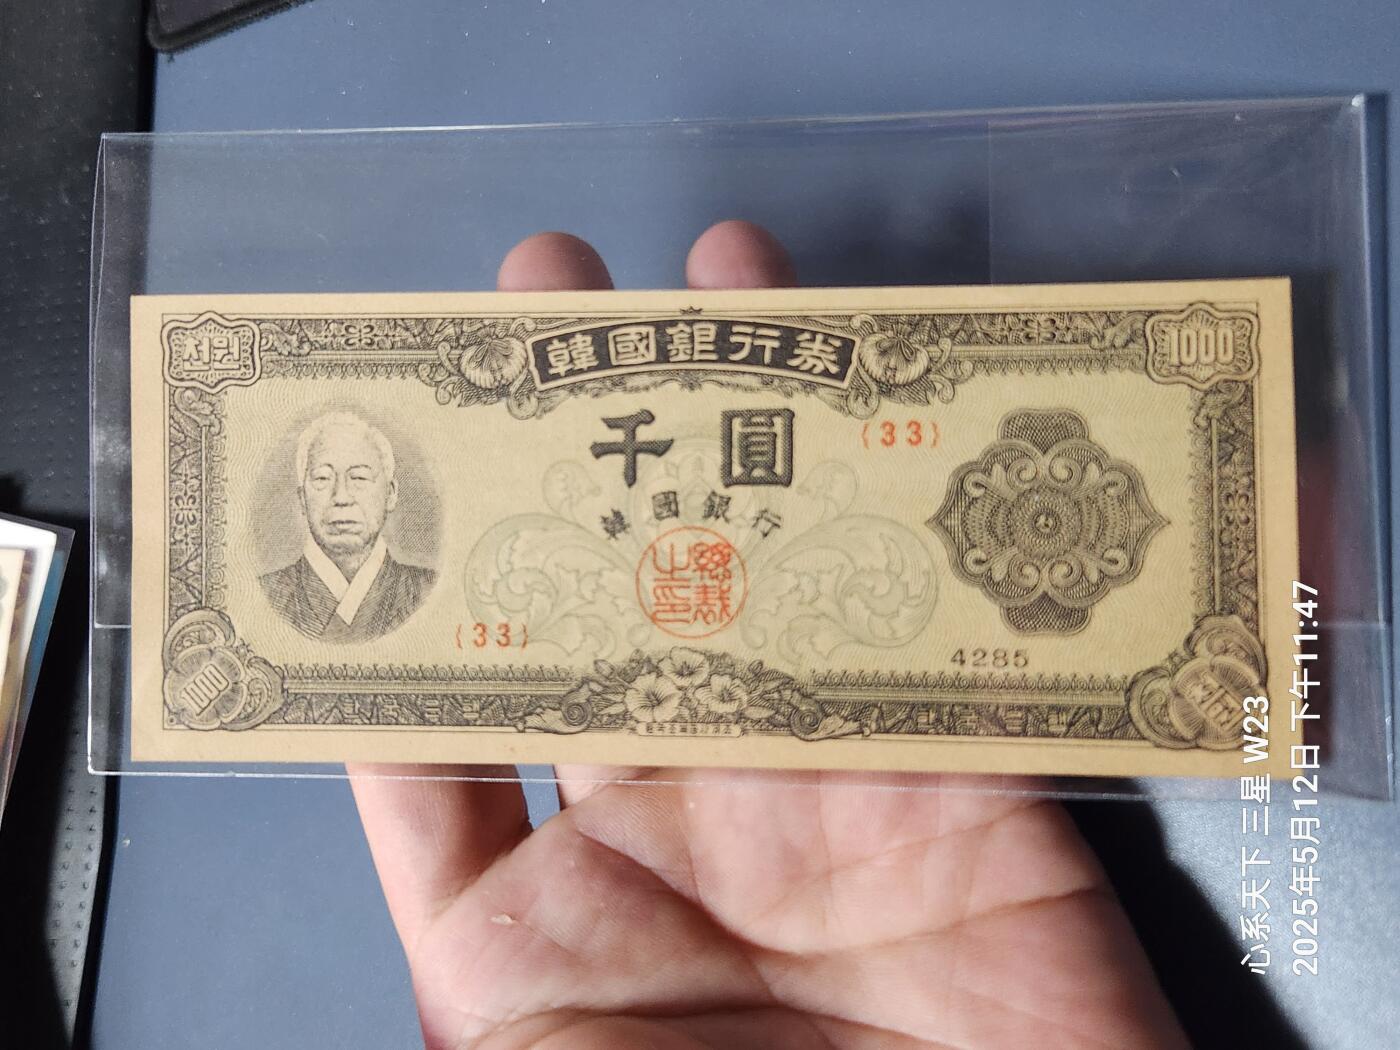 韓國銀行券
천원
1000
千圓
{33}
韓國銀行
總裁之印
{33}
4285
1000
천원
心系天下 三星 W23
2025年5月12日 下午11:47